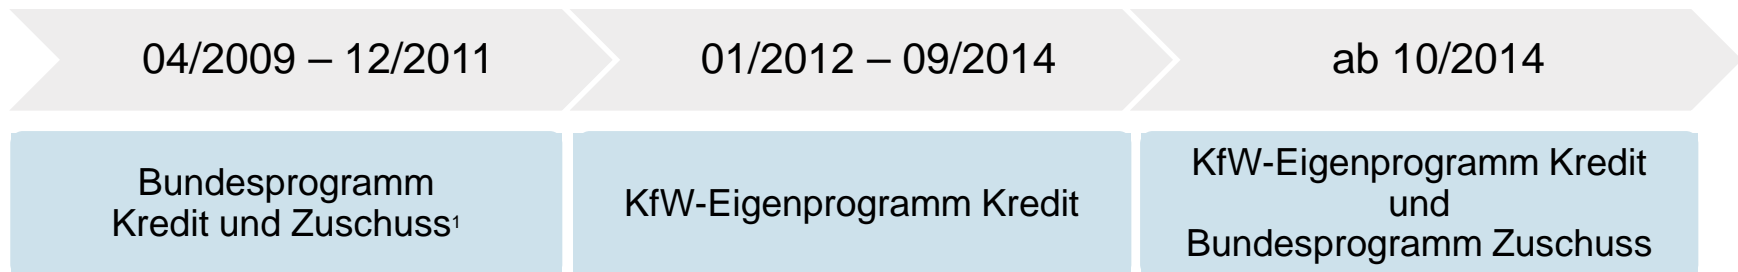 04/2009 – 12/2011
01/2012 – 09/2014
ab 10/2014
Bundesprogramm
Kredit und Zuschuss¹
KfW-Eigenprogramm Kredit
KfW-Eigenprogramm Kredit
und
Bundesprogramm Zuschuss